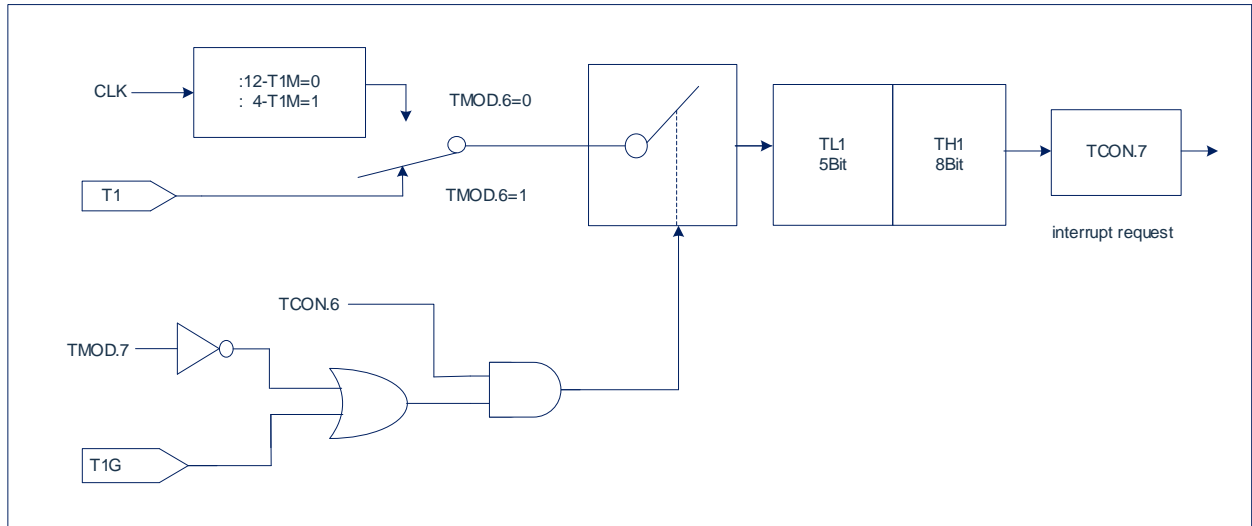 :12-T1M=0
: 4-T1M=1
CLK
TMOD.6=0
T1
TMOD.6=1
TL1
5Bit
TH1
8Bit
TCON.7
interrupt request
TCON.6
TMOD.7
T1G